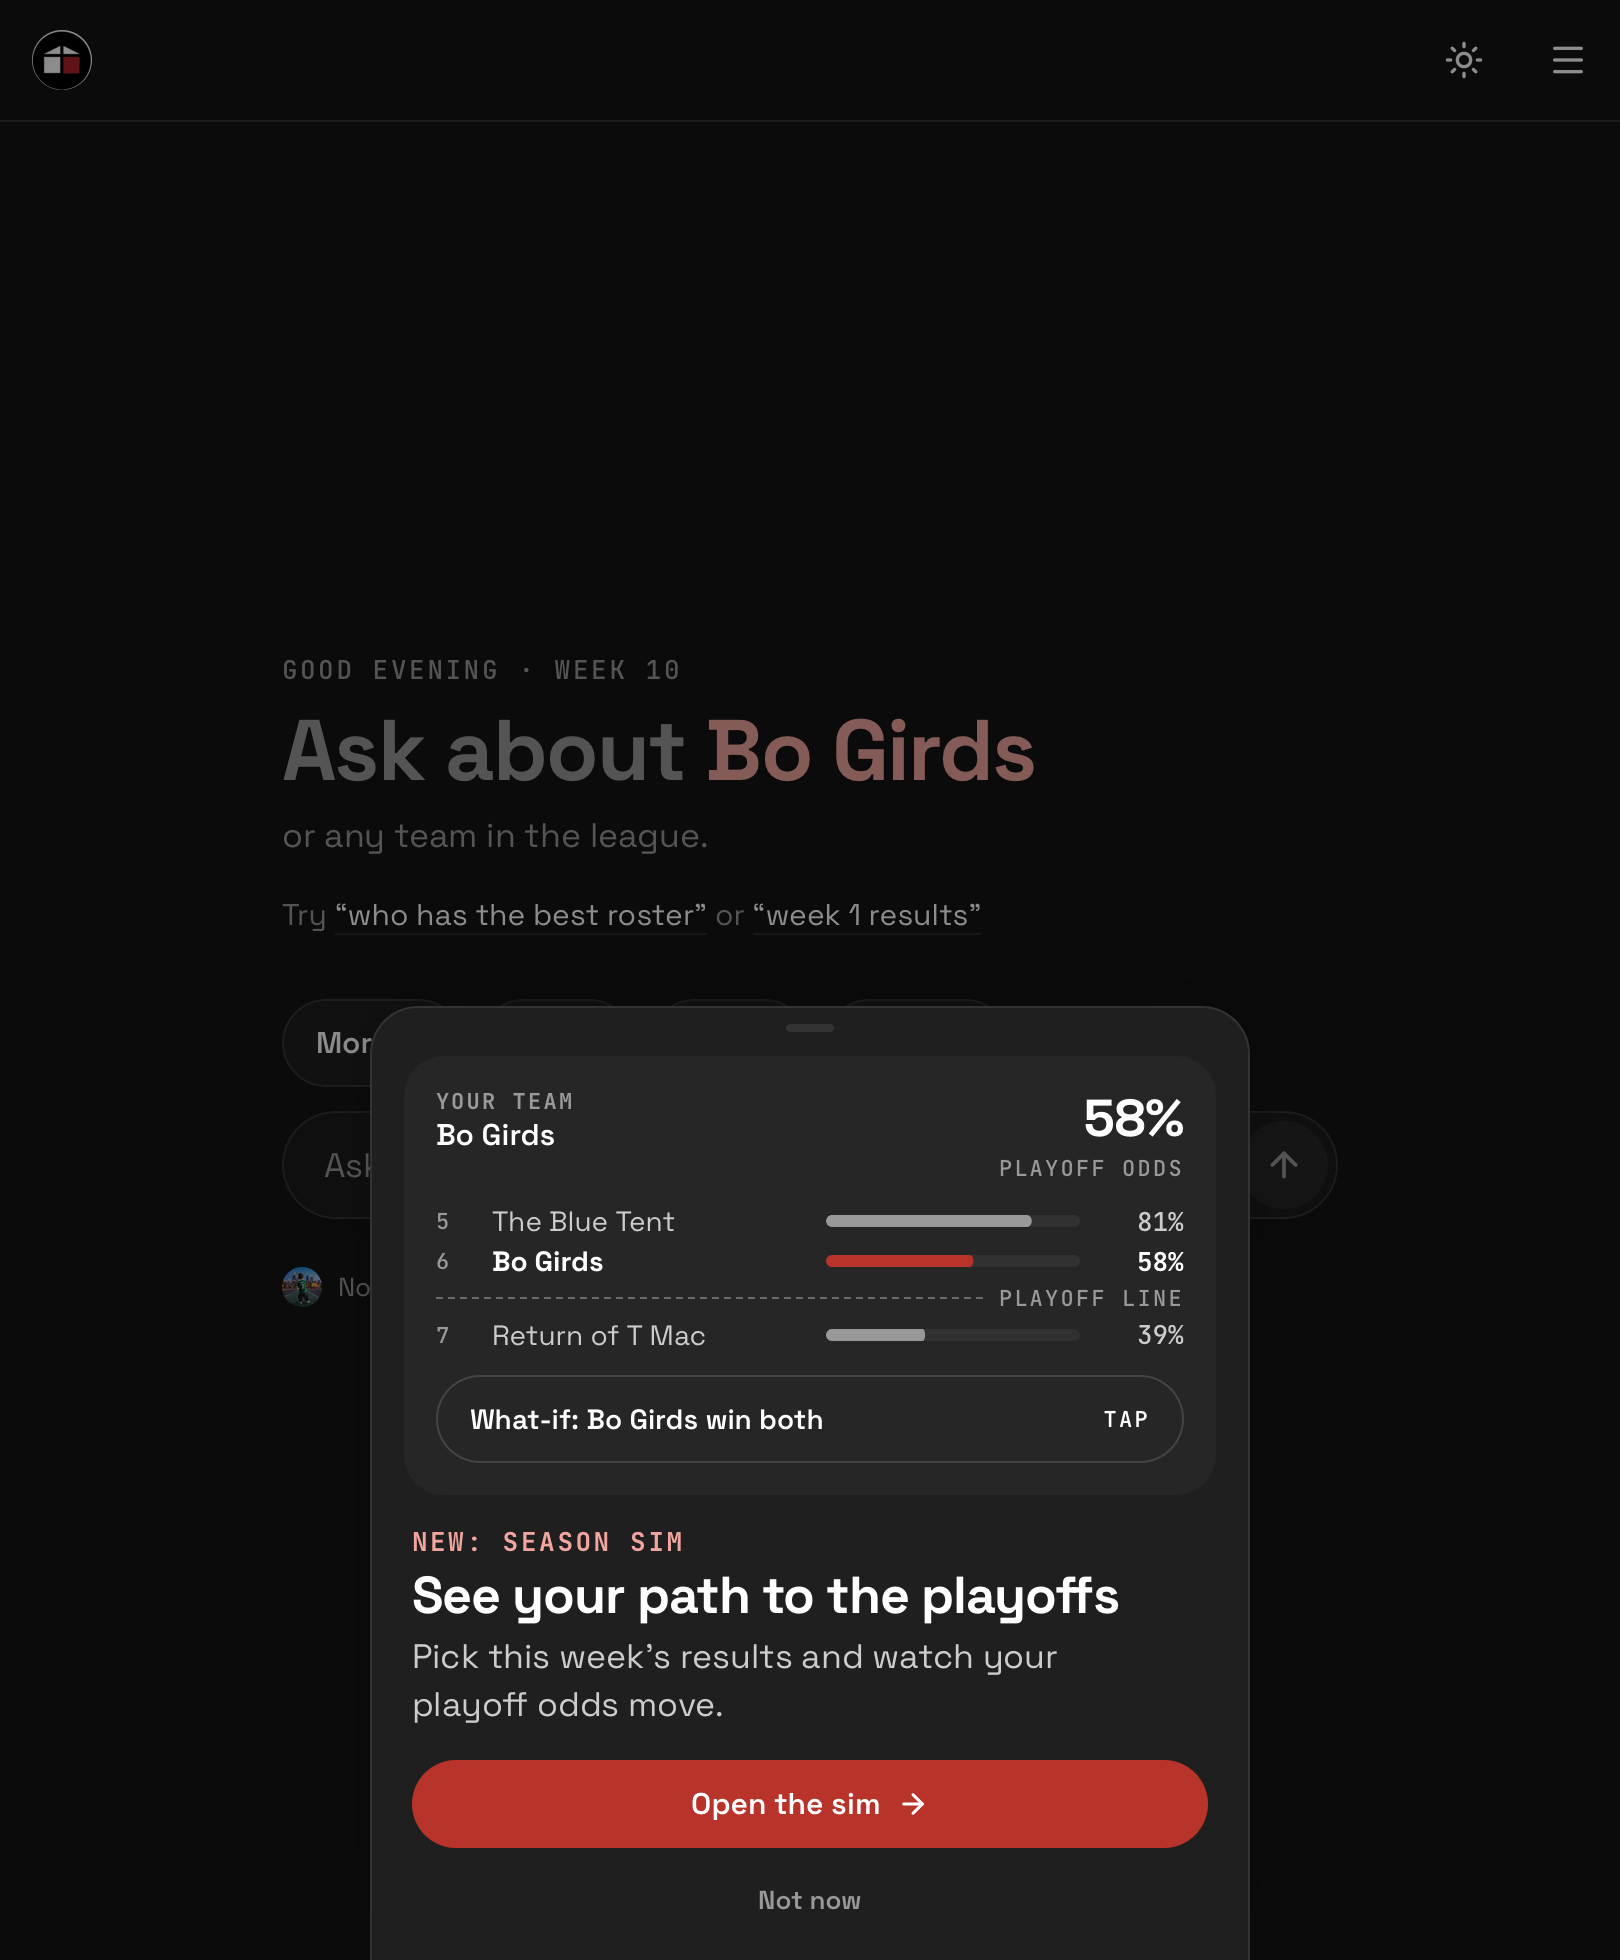 GOOD EVENING · WEEK 10
Ask about Bo Girds
or any team in the league.
Try “who has the best roster” or “week 1 results”
YOUR TEAM
Bo Girds
58%
PLAYOFF ODDS
5 The Blue Tent 81%
6 Bo Girds 58%
PLAYOFF LINE
7 Return of T Mac 39%
What-if: Bo Girds win both TAP
NEW: SEASON SIM
See your path to the playoffs
Pick this week’s results and watch your
playoff odds move.
Open the sim →
Not now